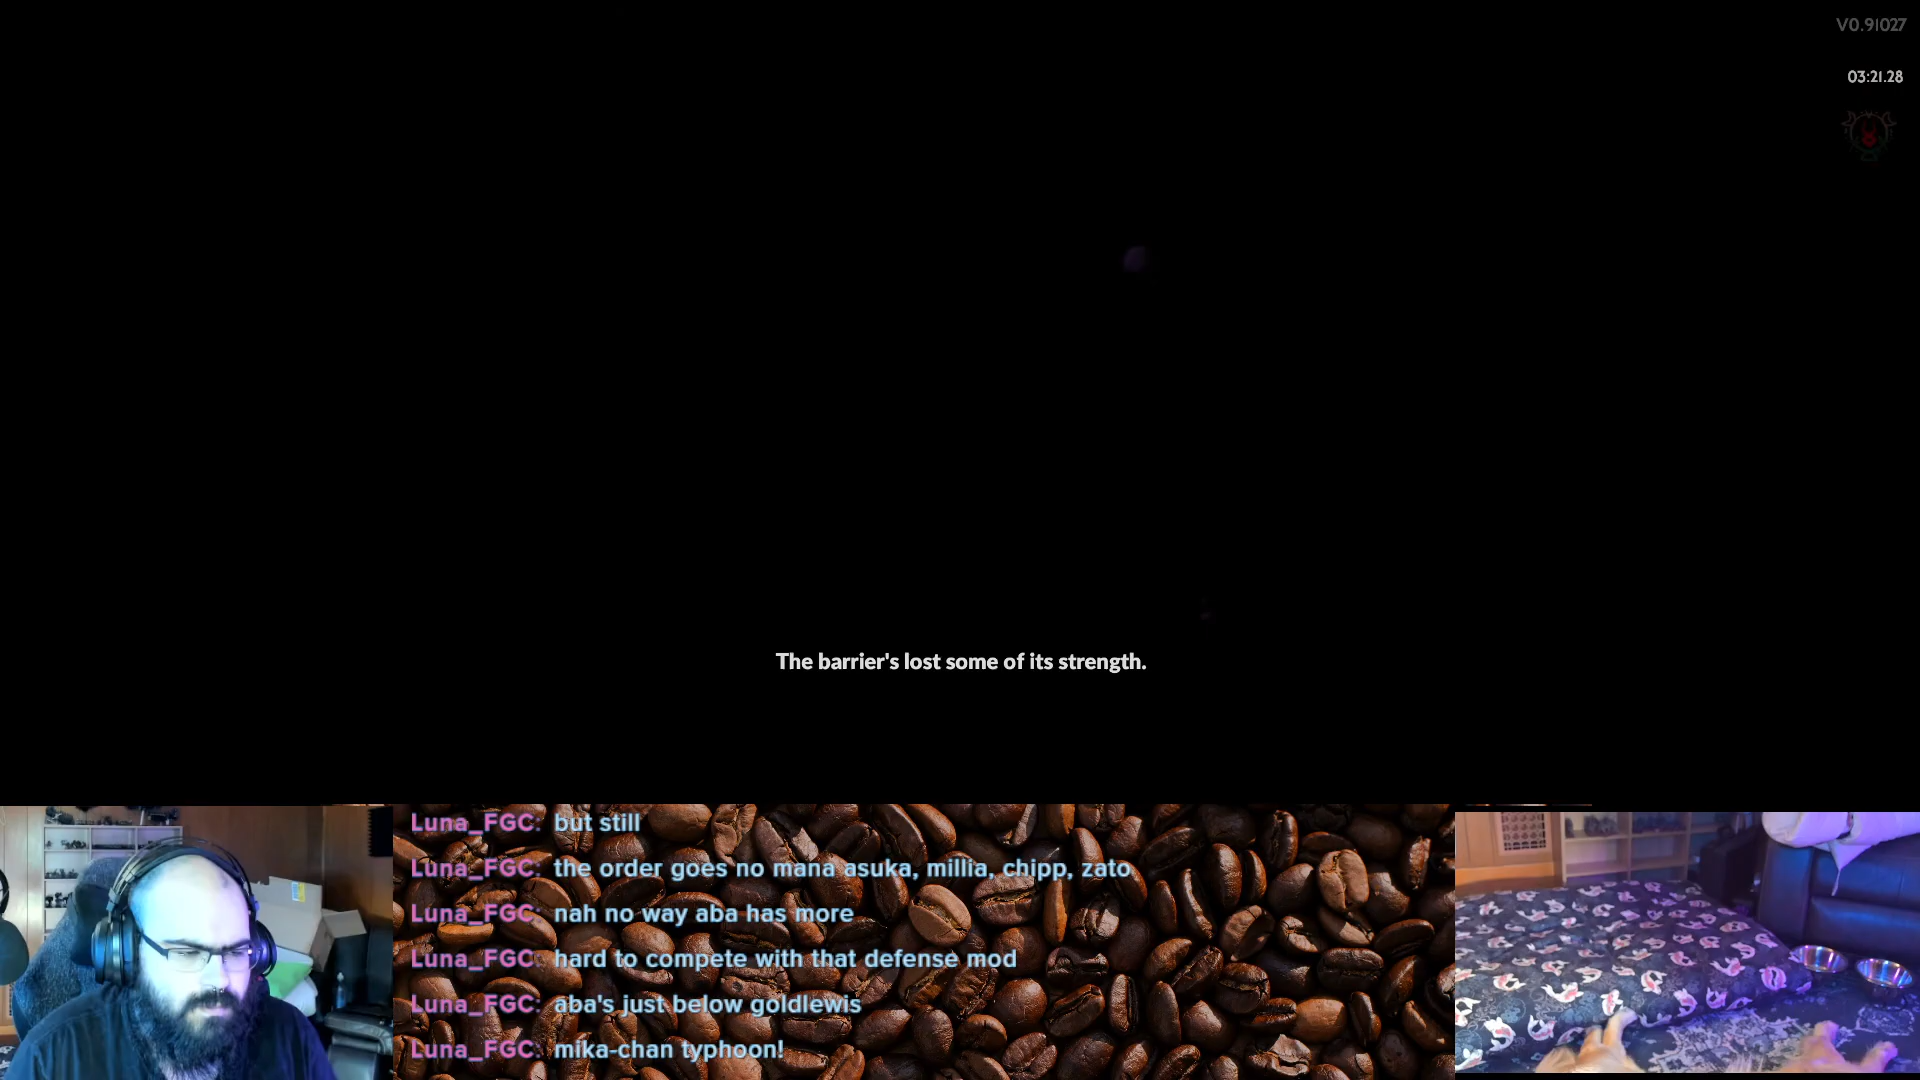 V0.91027
03:21.28
The barrier's lost some of its strength.
Luna_FGC: but still
Luna_FGC: the order goes no mana asuka, millia, chipp, zato
Luna_FGC: nah no way aba has more
Luna_FGC: hard to compete with that defense mod
Luna_FGC: aba's just below goldlewis
Luna_FGC: mika-chan typhoon!